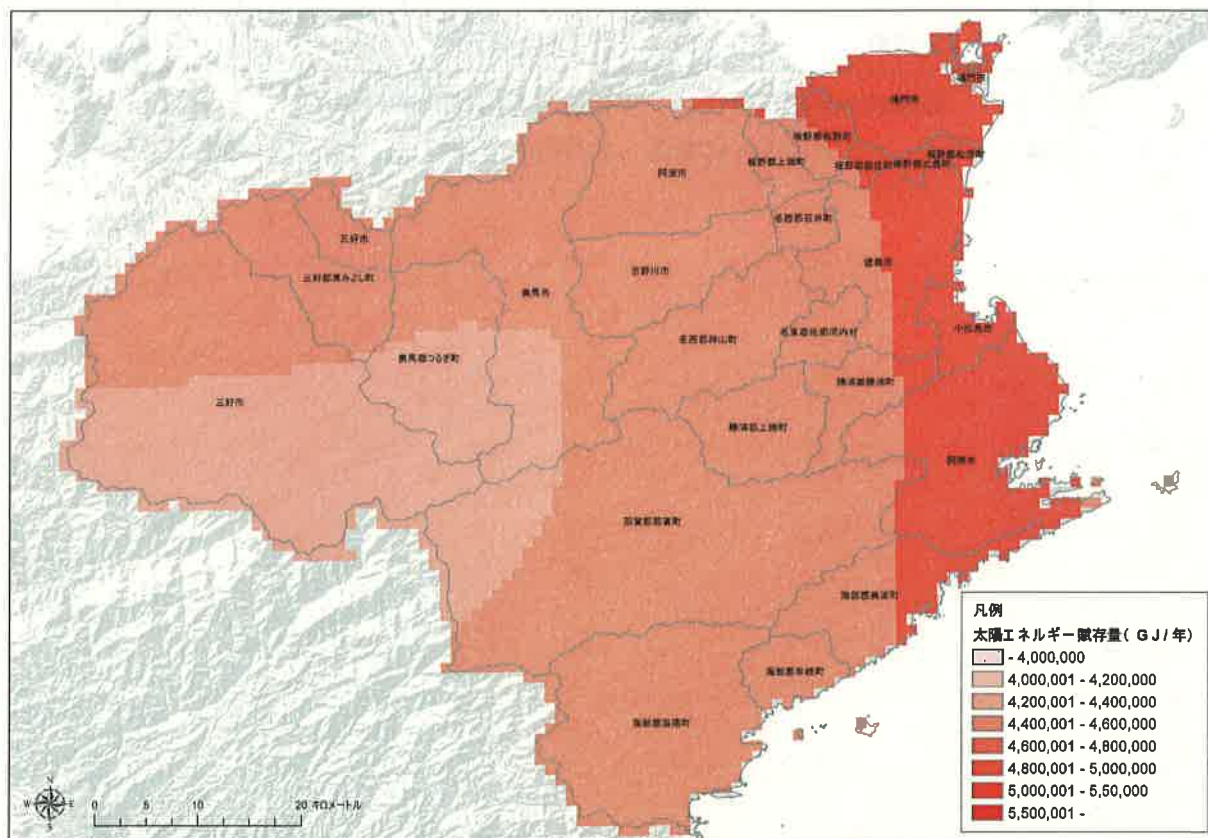 鳴門市
鳴門市
板野郡板野町
板野郡松茂町
板野郡上板町
板野郡藍住町
板野郡北島町
阿波市
名西郡石井町
三好市
徳島市
吉野川市
三好郡東みよし町
美馬市
小松島市
名西郡神山町
名東郡佐那河内村
美馬郡つるぎ町
勝浦郡勝浦町
三好市
勝浦郡上勝町
阿南市
那賀郡那賀町
海部郡美波町
海部郡牟岐町
海部郡海陽町
凡例
太陽エネルギー賦存量( GJ/年)
- 4,000,000
4,000,001 - 4,200,000
4,200,001 - 4,400,000
4,400,001 - 4,600,000
4,600,001 - 4,800,000
4,800,001 - 5,000,000
5,000,001 - 5,50,000
5,500,001 -
N
W E
S
0 5 10 20 キロメートル